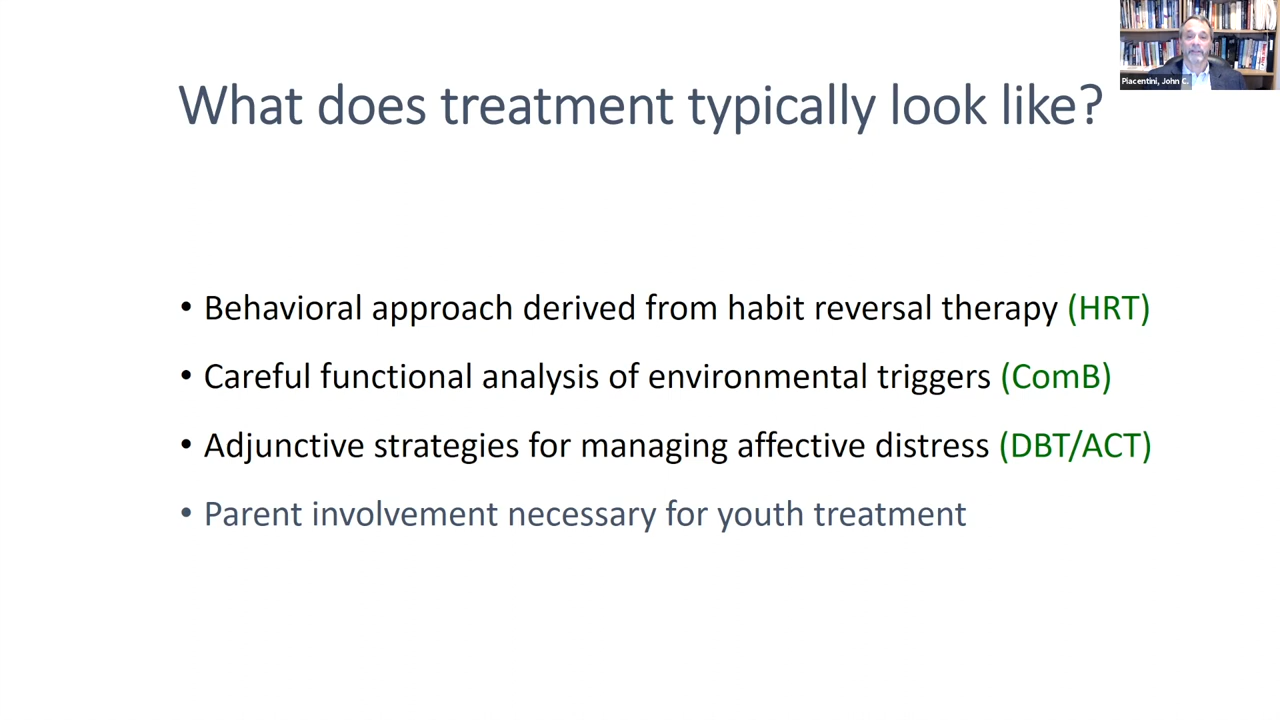 What does treatment typically look like?
Piacentini, John C.
• Behavioral approach derived from habit reversal therapy (HRT)
• Careful functional analysis of environmental triggers (ComB)
• Adjunctive strategies for managing affective distress (DBT/ACT)
• Parent involvement necessary for youth treatment